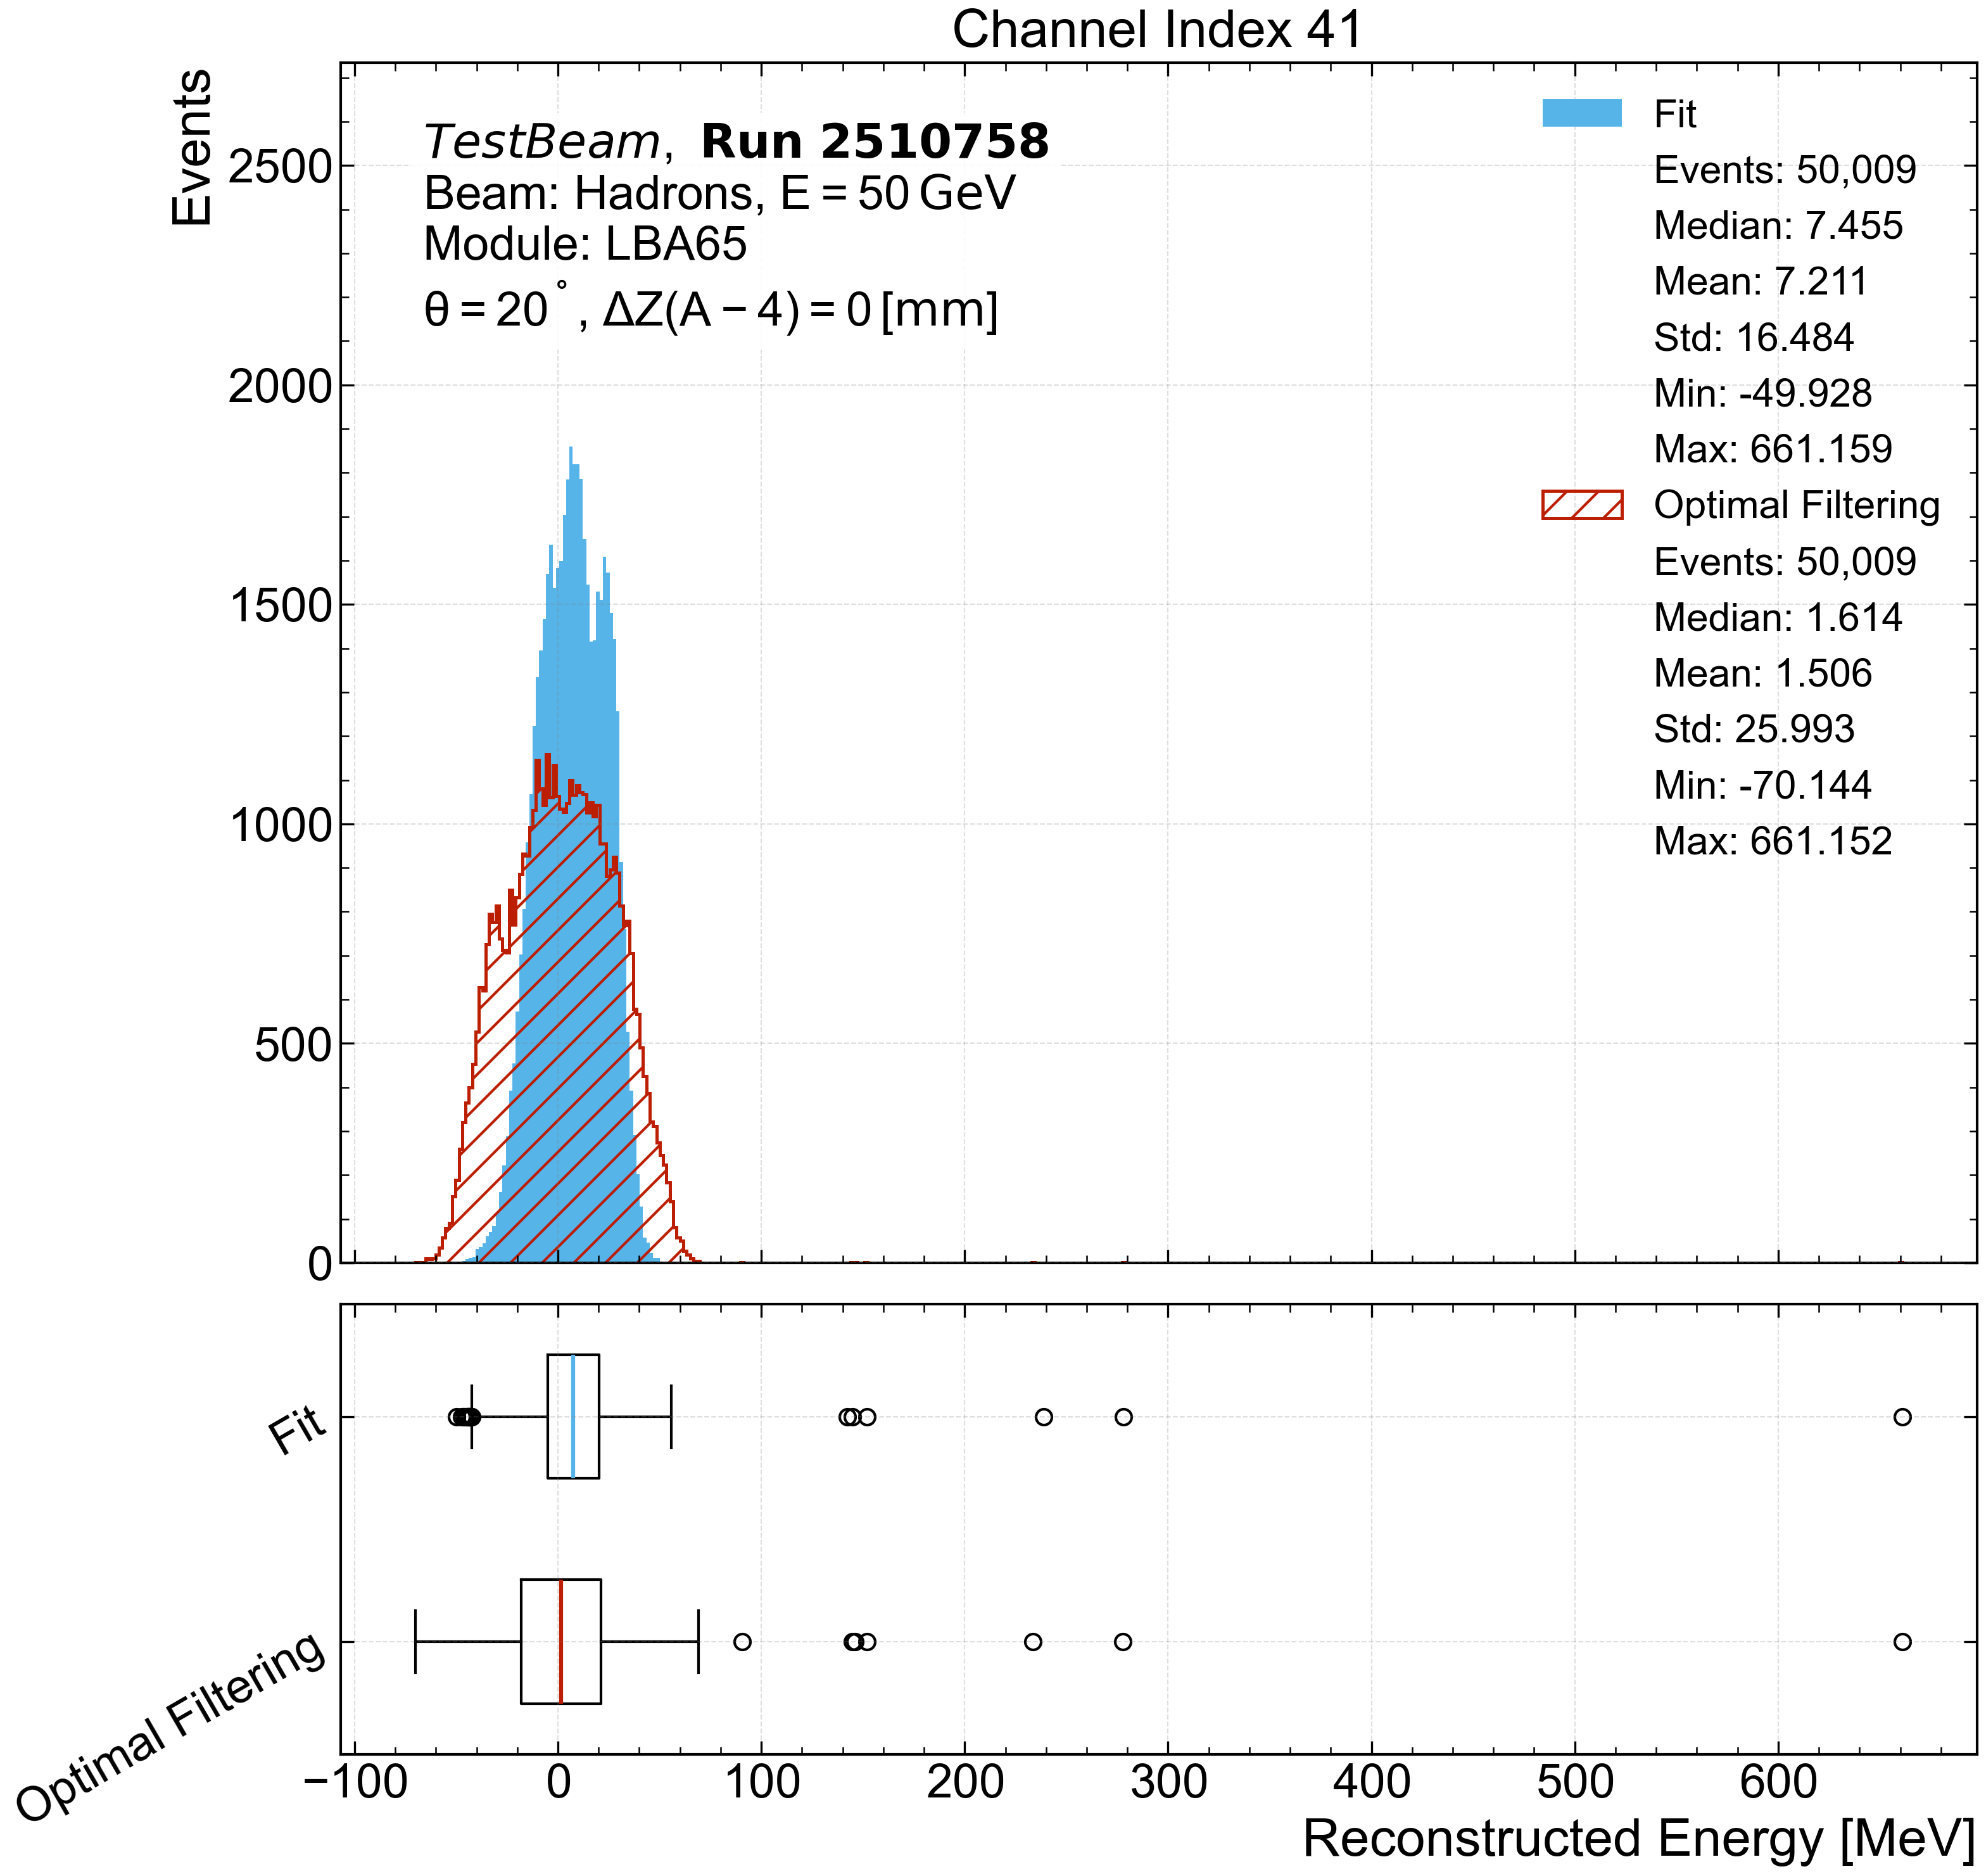 Channel Index 41
Events
2500
2000
1500
1000
500
0
TestBeam, Run 2510758
Beam: Hadrons, E = 50 GeV
Module: LBA65
θ = 20°, ΔZ(A − 4) = 0 [mm]
Fit
Events: 50,009
Median: 7.455
Mean: 7.211
Std: 16.484
Min: -49.928
Max: 661.159
Optimal Filtering
Events: 50,009
Median: 1.614
Mean: 1.506
Std: 25.993
Min: -70.144
Max: 661.152
Fit
Optimal Filtering
−100 0 100 200 300 400 500 600
Reconstructed Energy [MeV]